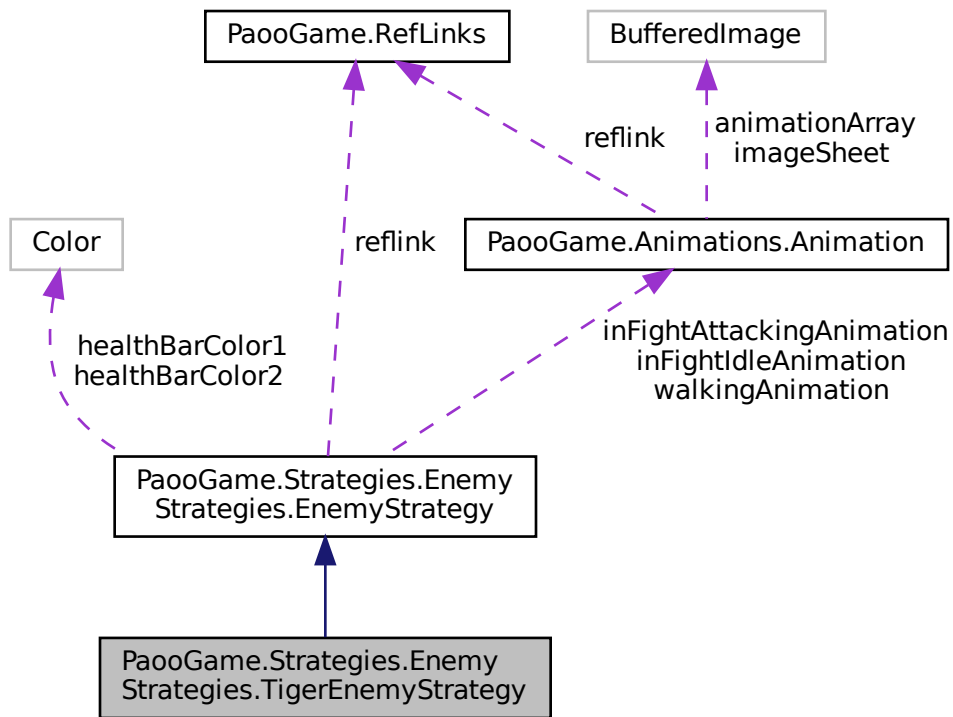 PaooGame.RefLinks
BufferedImage
animationArray
imageSheet
reflink
Color
reflink
PaooGame.Animations.Animation
healthBarColor1
healthBarColor2
inFightAttackingAnimation
inFightIdleAnimation
walkingAnimation
PaooGame.Strategies.Enemy
Strategies.EnemyStrategy
PaooGame.Strategies.Enemy
Strategies.TigerEnemyStrategy